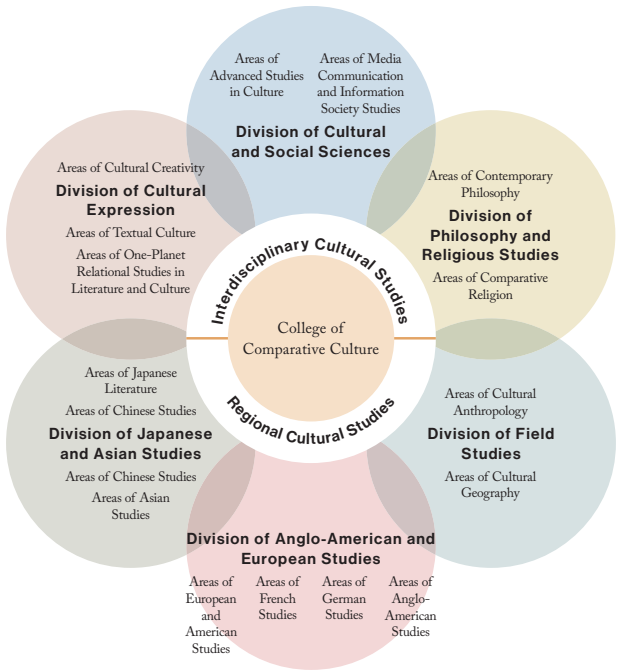 Areas of
Advanced Studies
in Culture
Areas of Media
Communication
and Information
Society Studies
Division of Cultural
and Social Sciences
Areas of Cultural Creativity
Division of Cultural
Expression
Areas of Textual Culture
Areas of One-Planet
Relational Studies in
Literature and Culture
Areas of Contemporary
Philosophy
Division of
Philosophy and
Religious Studies
Areas of Comparative
Religion
Interdisciplinary Cultural Studies
College of
Comparative Culture
Regional Cultural Studies
Areas of Japanese
Literature
Areas of Chinese Studies
Division of Japanese
and Asian Studies
Areas of Chinese Studies
Areas of Asian
Studies
Areas of Cultural
Anthropology
Division of Field
Studies
Areas of Cultural
Geography
Division of Anglo-American and
European Studies
Areas of
European
and
American
Studies
Areas of
French
Studies
Areas of
German
Studies
Areas of
Anglo-
American
Studies